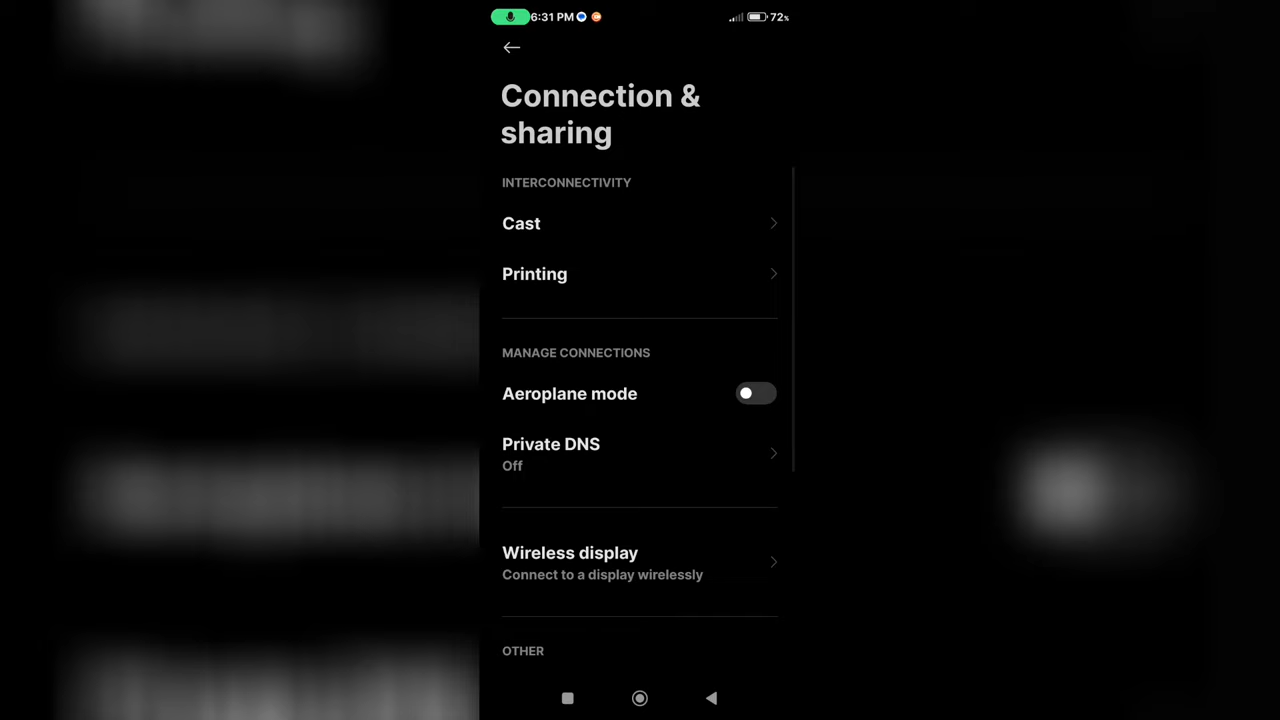 6:31 PM 72%
Connection &
sharing
INTERCONNECTIVITY
Cast
Printing
MANAGE CONNECTIONS
Aeroplane mode
Private DNS
Off
Wireless display
Connect to a display wirelessly
OTHER